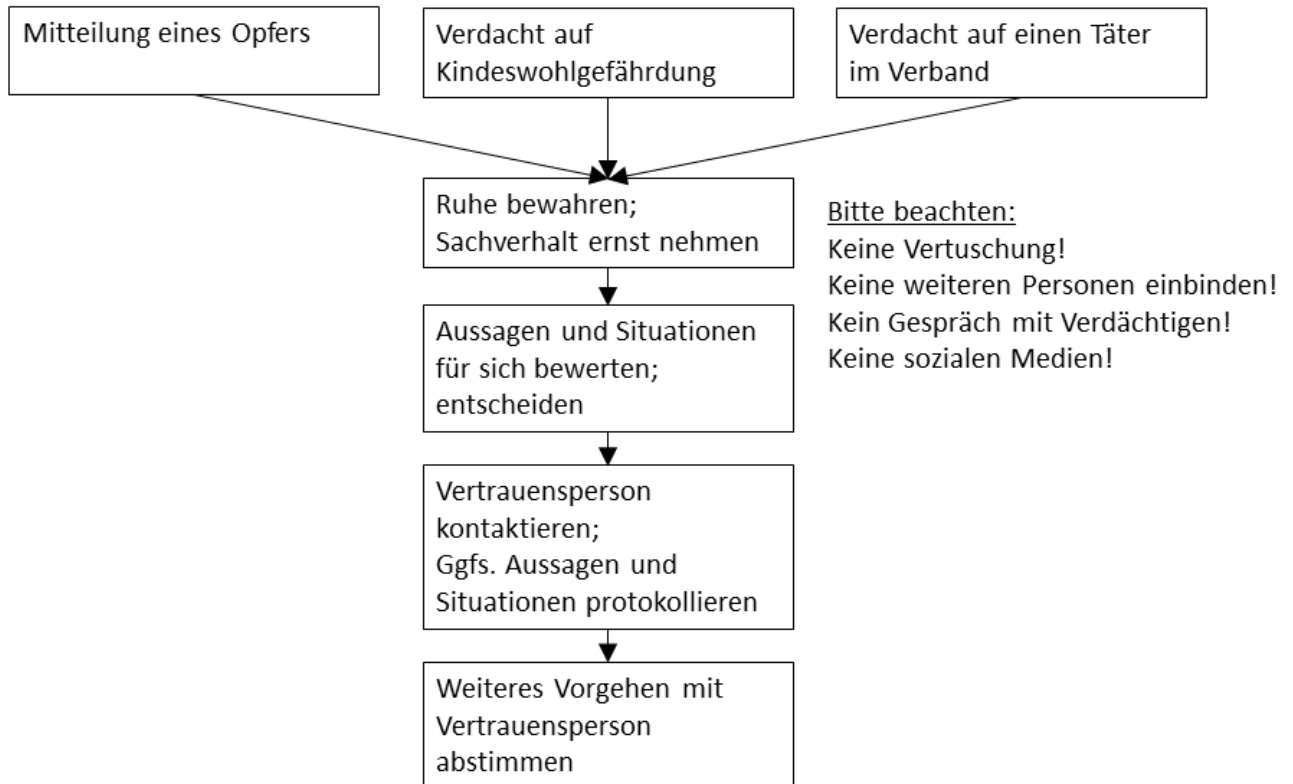 Mitteilung eines Opfers
Verdacht auf
Kindeswohlgefährdung
Verdacht auf einen Täter
im Verband
Ruhe bewahren;
Sachverhalt ernst nehmen
Bitte beachten:
Keine Vertuschung!
Keine weiteren Personen einbinden!
Kein Gespräch mit Verdächtigen!
Keine sozialen Medien!
Aussagen und Situationen
für sich bewerten;
entscheiden
Vertrauensperson
kontaktieren;
Ggfs. Aussagen und
Situationen protokollieren
Weiteres Vorgehen mit
Vertrauensperson
abstimmen